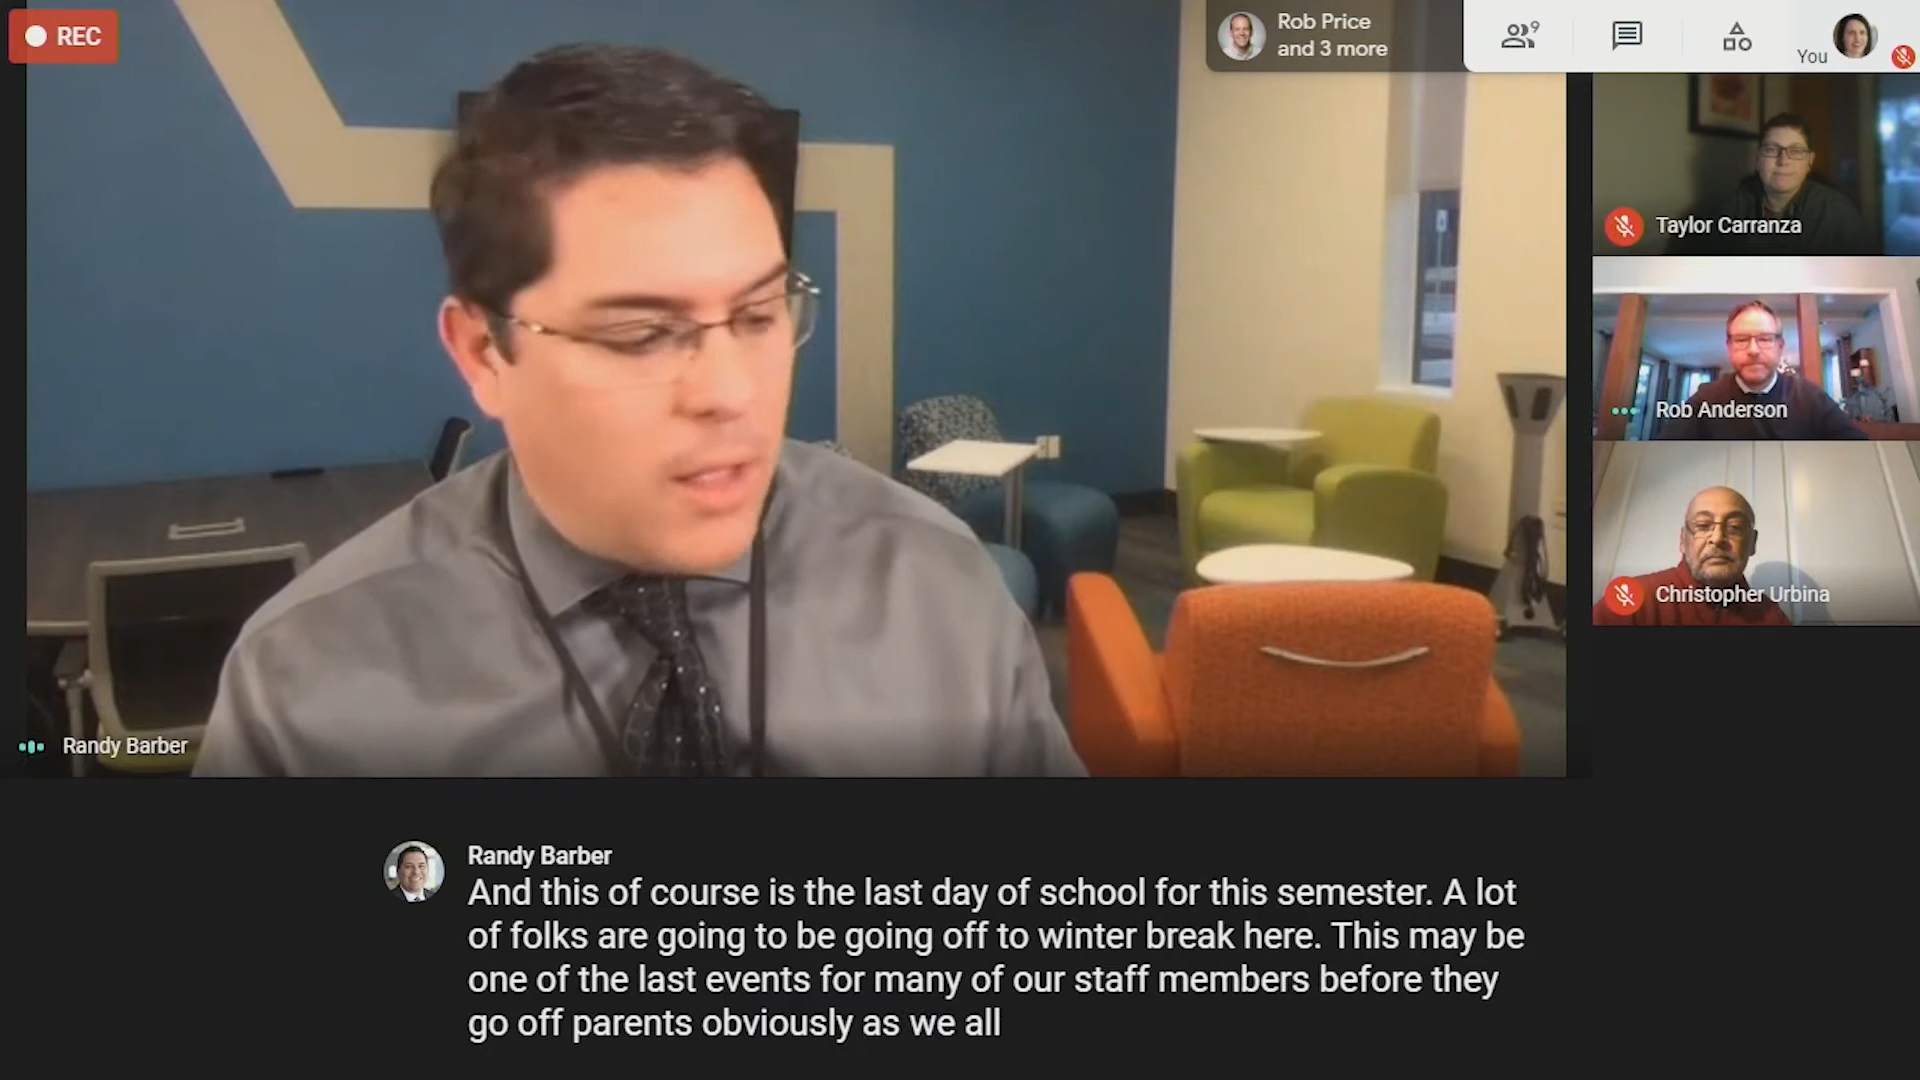 REC
Rob Price
and 3 more
9
You
Taylor Carranza
Rob Anderson
Christopher Urbina
Randy Barber
Randy Barber
And this of course is the last day of school for this semester. A lot
of folks are going to be going off to winter break here. This may be
one of the last events for many of our staff members before they
go off parents obviously as we all